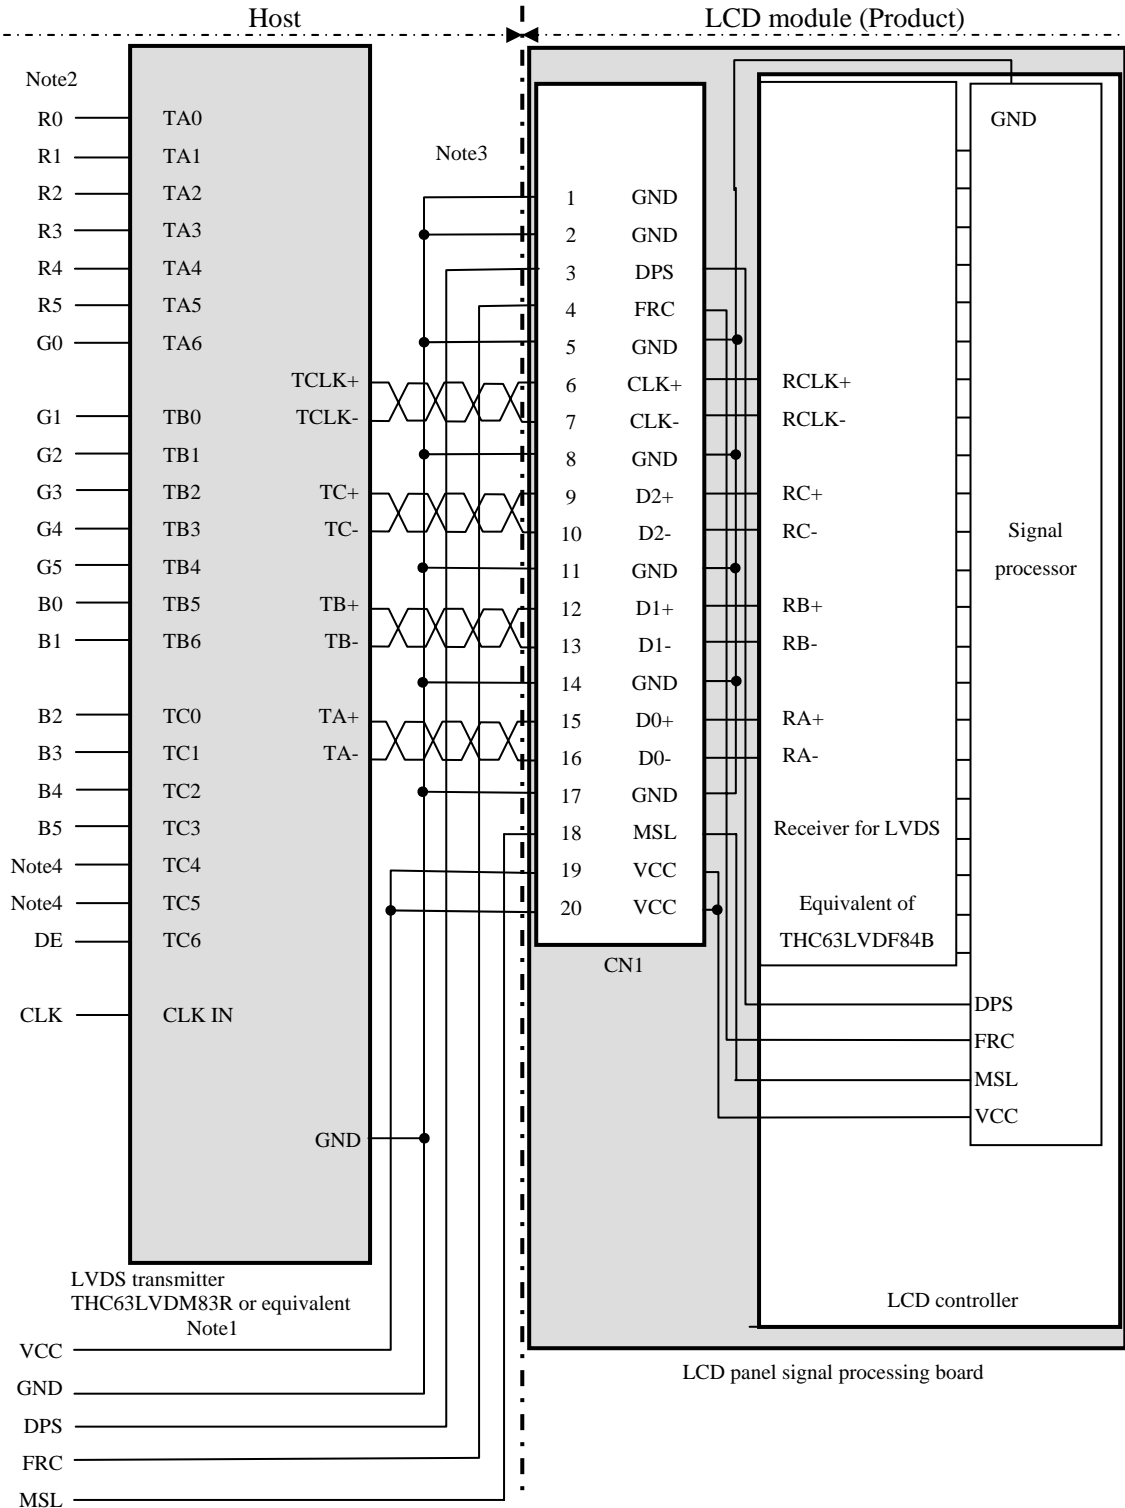 Host LCD module (Product)
Note2
R0 TA0 GND
R1 TA1
Note3
R2 TA2
1 GND
R3 TA3
2 GND
R4 TA4
3 DPS
R5 TA5
4 FRC
G0 TA6
5 GND
TCLK+ 6 CLK+ RCLK+
G1 TB0 TCLK- 7 CLK- RCLK-
G2 TB1 8 GND
G3 TB2 TC+ 9 D2+ RC+
G4 TB3 TC- 10 D2- RC- Signal
G5 TB4 11 GND processor
B0 TB5 TB+ 12 D1+ RB+
B1 TB6 TB- 13 D1- RB-
14 GND
B2 TC0 TA+ 15 D0+ RA+
B3 TC1 TA- 16 D0- RA-
B4 TC2 17 GND
B5 TC3 18 MSL Receiver for LVDS
Note4 TC4 19 VCC
Note4 TC5 20 VCC Equivalent of
DE TC6 THC63LVDF84B
CN1
DPS
CLK CLK IN
FRC
MSL
VCC
GND
LVDS transmitter
THC63LVDM83R or equivalent LCD controller
Note1
VCC
LCD panel signal processing board
GND
DPS
FRC
MSL